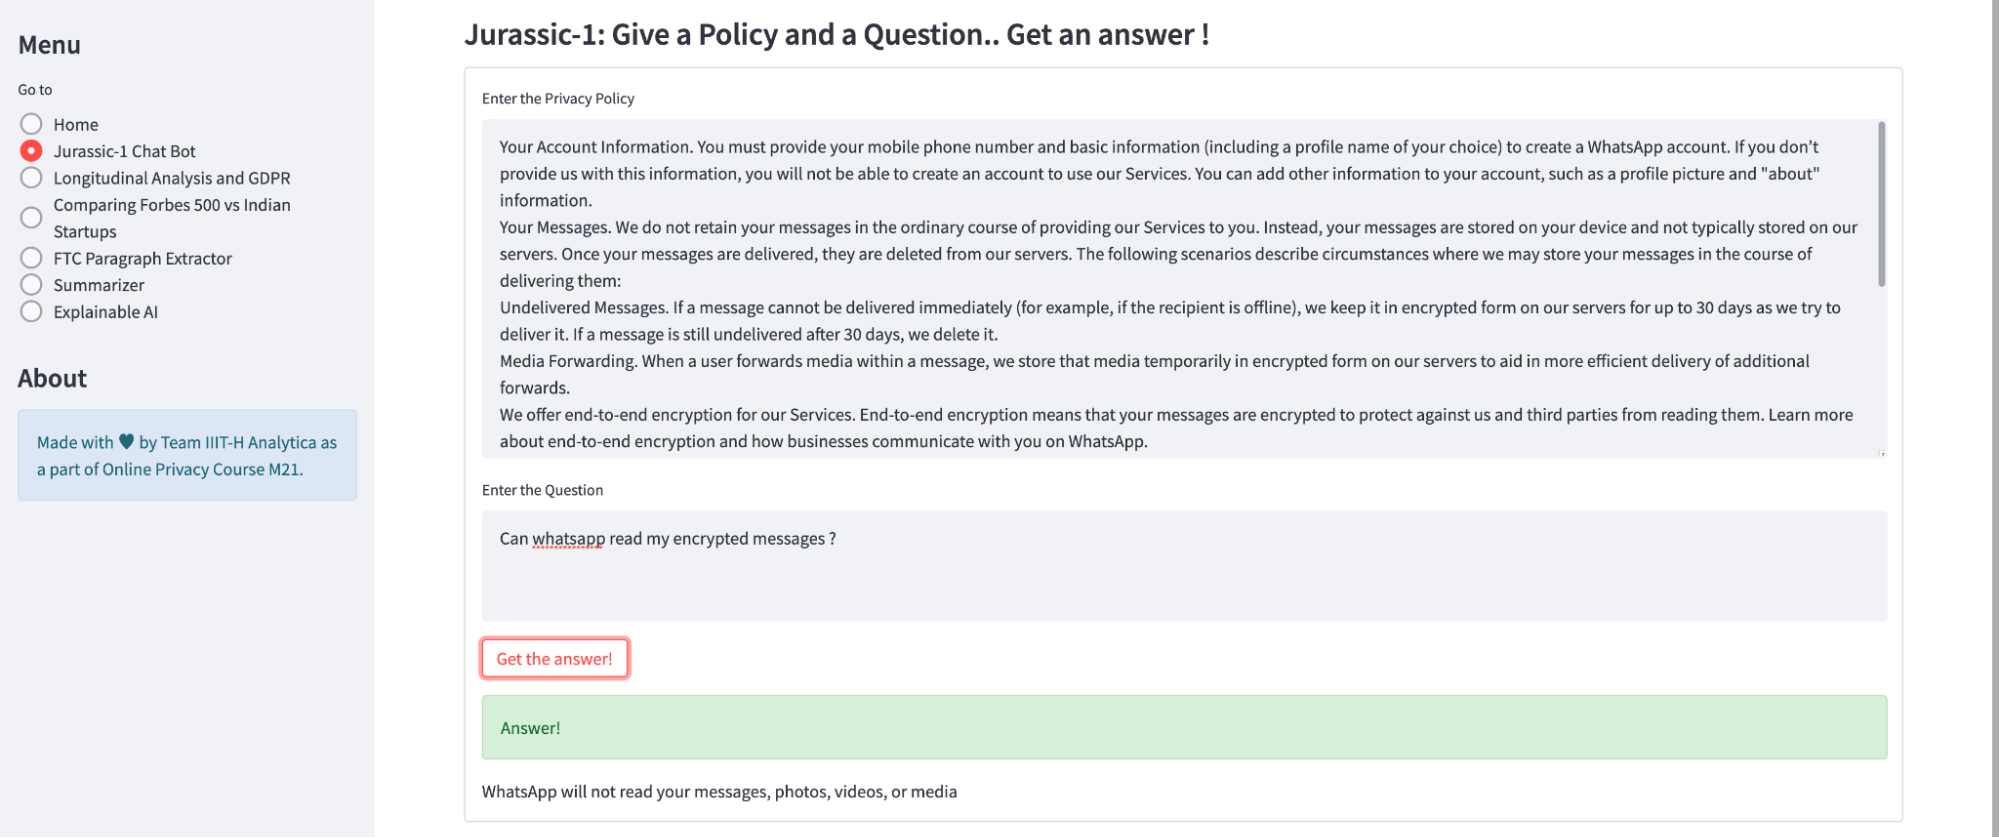 Menu
Go to
Home
Jurassic-1 Chat Bot
Longitudinal Analysis and GDPR
Comparing Forbes 500 vs Indian
Startups
FTC Paragraph Extractor
Summarizer
Explainable AI
About
Made with ♥ by Team IIIT-H Analytica as
a part of Online Privacy Course M21.
Jurassic-1: Give a Policy and a Question.. Get an answer !
Enter the Privacy Policy
Your Account Information. You must provide your mobile phone number and basic information (including a profile name of your choice) to create a WhatsApp account. If you don’t
provide us with this information, you will not be able to create an account to use our Services. You can add other information to your account, such as a profile picture and "about"
information.
Your Messages. We do not retain your messages in the ordinary course of providing our Services to you. Instead, your messages are stored on your device and not typically stored on our
servers. Once your messages are delivered, they are deleted from our servers. The following scenarios describe circumstances where we may store your messages in the course of
delivering them:
Undelivered Messages. If a message cannot be delivered immediately (for example, if the recipient is offline), we keep it in encrypted form on our servers for up to 30 days as we try to
deliver it. If a message is still undelivered after 30 days, we delete it.
Media Forwarding. When a user forwards media within a message, we store that media temporarily in encrypted form on our servers to aid in more efficient delivery of additional
forwards.
We offer end-to-end encryption for our Services. End-to-end encryption means that your messages are encrypted to protect against us and third parties from reading them. Learn more
about end-to-end encryption and how businesses communicate with you on WhatsApp.
Enter the Question
Can whatsapp read my encrypted messages ?
Get the answer!
Answer!
WhatsApp will not read your messages, photos, videos, or media